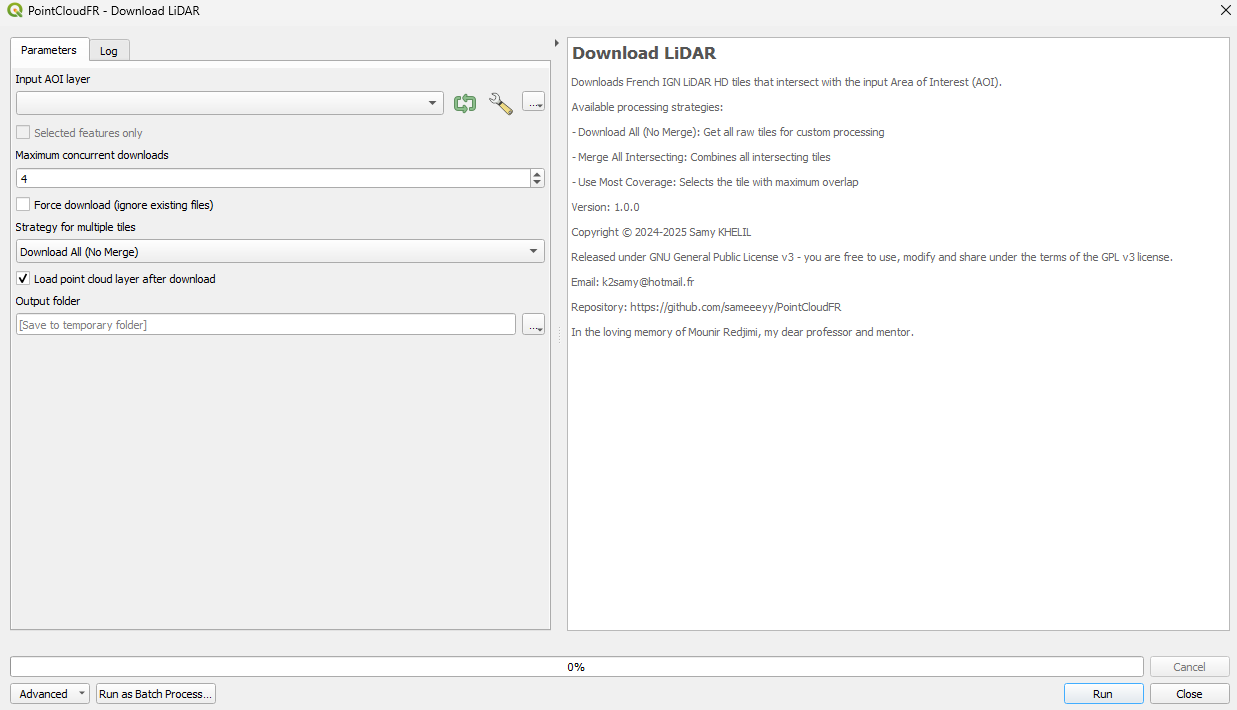 PointCloudFR - Download LiDAR
Parameters
Log
Input AOI layer
...
Selected features only
Maximum concurrent downloads
4
Force download (ignore existing files)
Strategy for multiple tiles
Download All (No Merge)
Load point cloud layer after download
Output folder
[Save to temporary folder]
...
Download LiDAR
Downloads French IGN LiDAR HD tiles that intersect with the input Area of Interest (AOI).
Available processing strategies:
- Download All (No Merge): Get all raw tiles for custom processing
- Merge All Intersecting: Combines all intersecting tiles
- Use Most Coverage: Selects the tile with maximum overlap
Version: 1.0.0
Copyright © 2024-2025 Samy KHELIL
Released under GNU General Public License v3 - you are free to use, modify and share under the terms of the GPL v3 license.
Email: k2samy@hotmail.fr
Repository: https://github.com/sameeeyy/PointCloudFR
In the loving memory of Mounir Redjimi, my dear professor and mentor.
0%
Cancel
Advanced
Run as Batch Process...
Run
Close